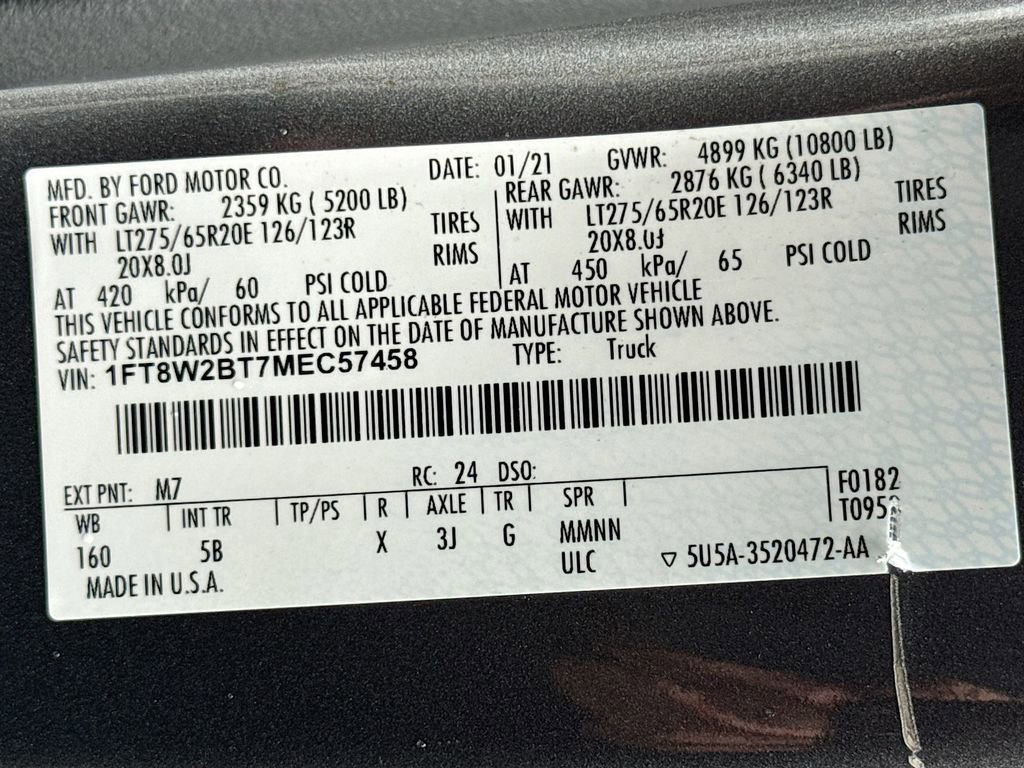 MFD. BY FORD MOTOR CO. DATE: 01/21 GVWR: 4899 KG (10800 LB)
FRONT GAWR: 2359 KG ( 5200 LB) REAR GAWR: 2876 KG ( 6340 LB)
WITH LT275/65R20E 126/123R TIRES WITH LT275/65R20E 126/123R TIRES
20X8.0J RIMS 20X8.0J RIMS
AT 420 kPa/ 60 PSI COLD AT 450 kPa/ 65 PSI COLD
THIS VEHICLE CONFORMS TO ALL APPLICABLE FEDERAL MOTOR VEHICLE
SAFETY STANDARDS IN EFFECT ON THE DATE OF MANUFACTURE SHOWN ABOVE.
VIN: 1FT8W2BT7MEC57458 TYPE: Truck
EXT PNT: M7 RC: 24 DSO: F0182
WB INT TR TP/PS R AXLE TR SPR
160 5B X 3J G MMNN
ULC ▽ 5U5A-3520472-AA
MADE IN U.S.A.